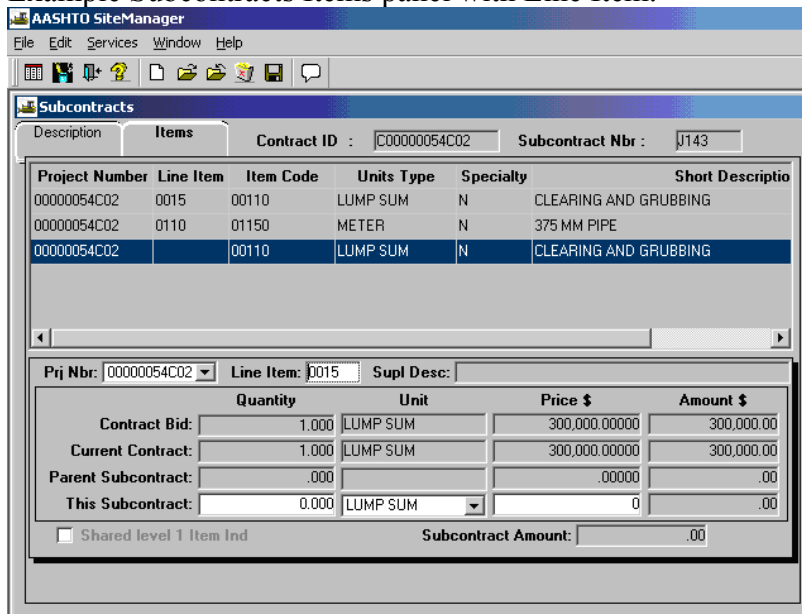 Example Subcontracts Items panel with Line Item.
AASHTO SiteManager
File Edit Services Window Help
Subcontracts
Description Items Contract ID : C00000054C02 Subcontract Nbr : J143
Project Number Line Item Item Code Units Type Specialty Short Descriptio
00000054C02 0015 00110 LUMP SUM N CLEARING AND GRUBBING
00000054C02 0110 01150 METER N 375 MM PIPE
00000054C02 00110 LUMP SUM N CLEARING AND GRUBBING
Prj Nbr: 00000054C02 Line Item: 0015 Supl Desc:
Quantity Unit Price $ Amount $
Contract Bid: 1.000 LUMP SUM 300,000.00000 300,000.00
Current Contract: 1.000 LUMP SUM 300,000.00000 300,000.00
Parent Subcontract: .000 .00000 .00
This Subcontract: 0.000 LUMP SUM 0 .00
Shared level 1 Item Ind Subcontract Amount: .00